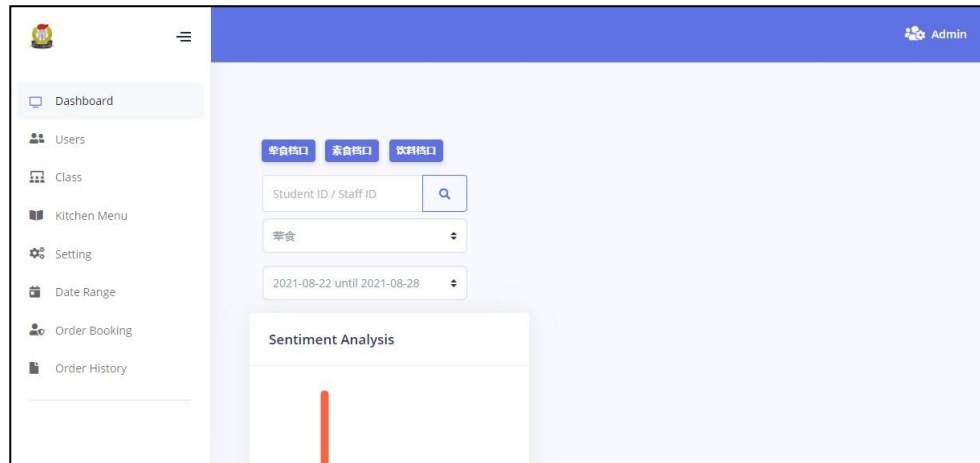 Admin
Dashboard
Users
Class
Kitchen Menu
Setting
Date Range
Order Booking
Order History
荤食档口 素食档口 饮料档口
Student ID / Staff ID
荤食
2021-08-22 until 2021-08-28
Sentiment Analysis